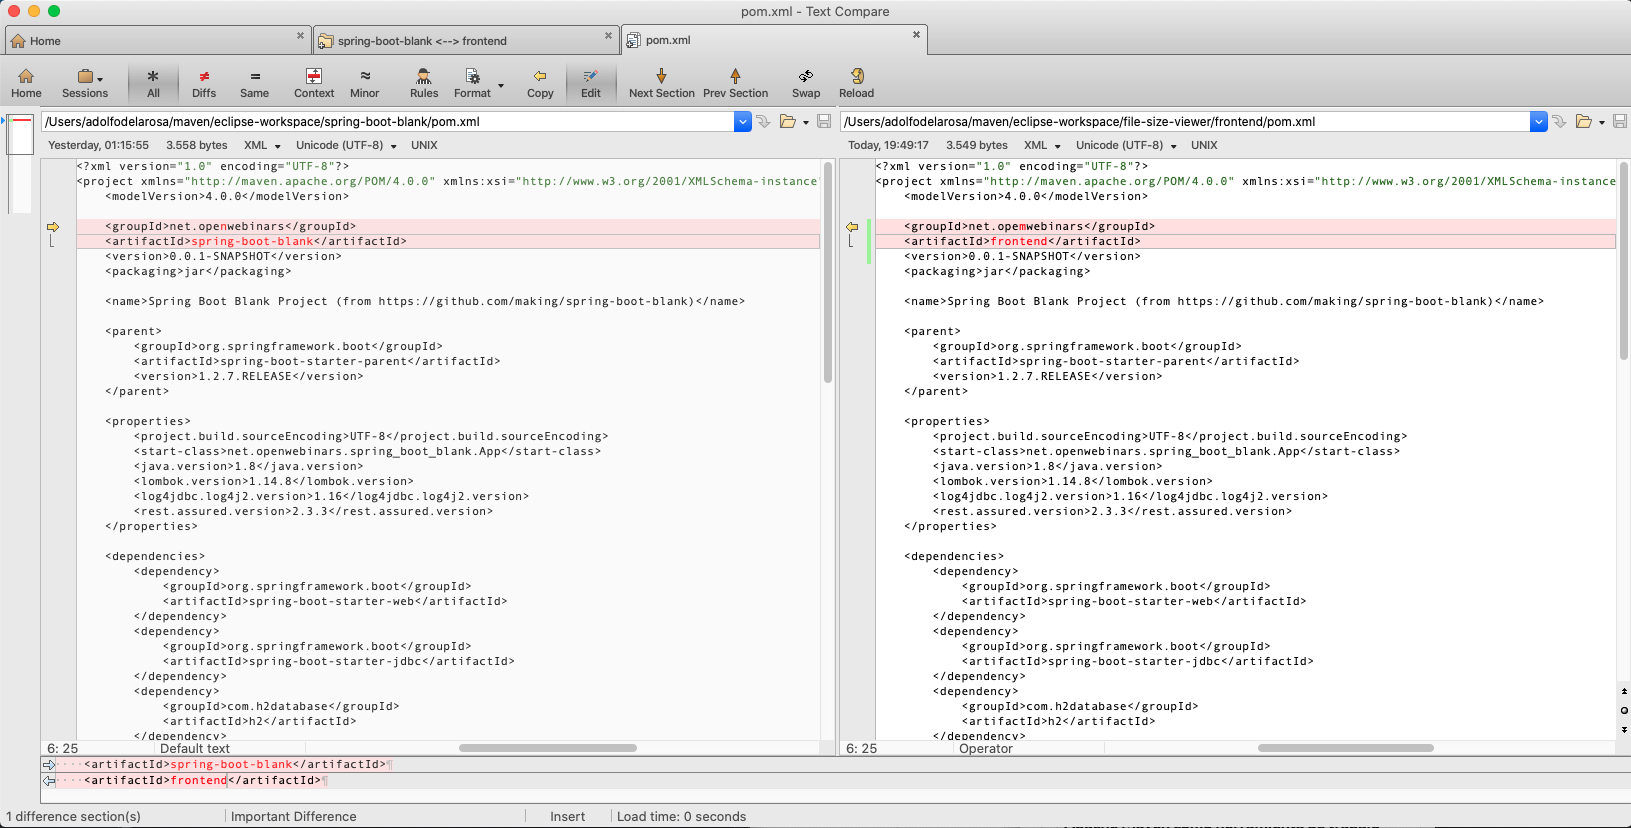 pom.xml - Text Compare
Home
spring-boot-blank <--> frontend
pom.xml
Home Sessions All Diffs Same Context Minor Rules Format Copy Edit Next Section Prev Section Swap Reload
/Users/adolfodelarosa/maven/eclipse-workspace/spring-boot-blank/pom.xml
Yesterday, 01:15:55 3.558 bytes XML Unicode (UTF-8) UNIX
<?xml version="1.0" encoding="UTF-8"?>
<project xmlns="http://maven.apache.org/POM/4.0.0" xmlns:xsi="http://www.w3.org/2001/XMLSchema-instance"
<modelVersion>4.0.0</modelVersion>
<groupId>net.openwebinars</groupId>
<artifactId>spring-boot-blank</artifactId>
<version>0.0.1-SNAPSHOT</version>
<packaging>jar</packaging>
<name>Spring Boot Blank Project (from https://github.com/making/spring-boot-blank)</name>
<parent>
<groupId>org.springframework.boot</groupId>
<artifactId>spring-boot-starter-parent</artifactId>
<version>1.2.7.RELEASE</version>
</parent>
<properties>
<project.build.sourceEncoding>UTF-8</project.build.sourceEncoding>
<start-class>net.openwebinars.spring_boot_blank.App</start-class>
<java.version>1.8</java.version>
<lombok.version>1.14.8</lombok.version>
<log4jdbc.log4j2.version>1.16</log4jdbc.log4j2.version>
<rest.assured.version>2.3.3</rest.assured.version>
</properties>
<dependencies>
<dependency>
<groupId>org.springframework.boot</groupId>
<artifactId>spring-boot-starter-web</artifactId>
</dependency>
<dependency>
<groupId>org.springframework.boot</groupId>
<artifactId>spring-boot-starter-jdbc</artifactId>
</dependency>
<dependency>
<groupId>com.h2database</groupId>
<artifactId>h2</artifactId>
</dependency>
6: 25 Default text
/Users/adolfodelarosa/maven/eclipse-workspace/file-size-viewer/frontend/pom.xml
Today, 19:49:17 3.549 bytes XML Unicode (UTF-8) UNIX
<?xml version="1.0" encoding="UTF-8"?>
<project xmlns="http://maven.apache.org/POM/4.0.0" xmlns:xsi="http://www.w3.org/2001/XMLSchema-instance
<modelVersion>4.0.0</modelVersion>
<groupId>net.opemwebinars</groupId>
<artifactId>frontend</artifactId>
<version>0.0.1-SNAPSHOT</version>
<packaging>jar</packaging>
<name>Spring Boot Blank Project (from https://github.com/making/spring-boot-blank)</name>
<parent>
<groupId>org.springframework.boot</groupId>
<artifactId>spring-boot-starter-parent</artifactId>
<version>1.2.7.RELEASE</version>
</parent>
<properties>
<project.build.sourceEncoding>UTF-8</project.build.sourceEncoding>
<start-class>net.openwebinars.spring_boot_blank.App</start-class>
<java.version>1.8</java.version>
<lombok.version>1.14.8</lombok.version>
<log4jdbc.log4j2.version>1.16</log4jdbc.log4j2.version>
<rest.assured.version>2.3.3</rest.assured.version>
</properties>
<dependencies>
<dependency>
<groupId>org.springframework.boot</groupId>
<artifactId>spring-boot-starter-web</artifactId>
</dependency>
<dependency>
<groupId>org.springframework.boot</groupId>
<artifactId>spring-boot-starter-jdbc</artifactId>
</dependency>
<dependency>
<groupId>com.h2database</groupId>
<artifactId>h2</artifactId>
</dependency>
6: 25 Operator
····<artifactId>spring-boot-blank</artifactId>¶
····<artifactId>frontend</artifactId>¶
1 difference section(s) Important Difference Insert Load time: 0 seconds